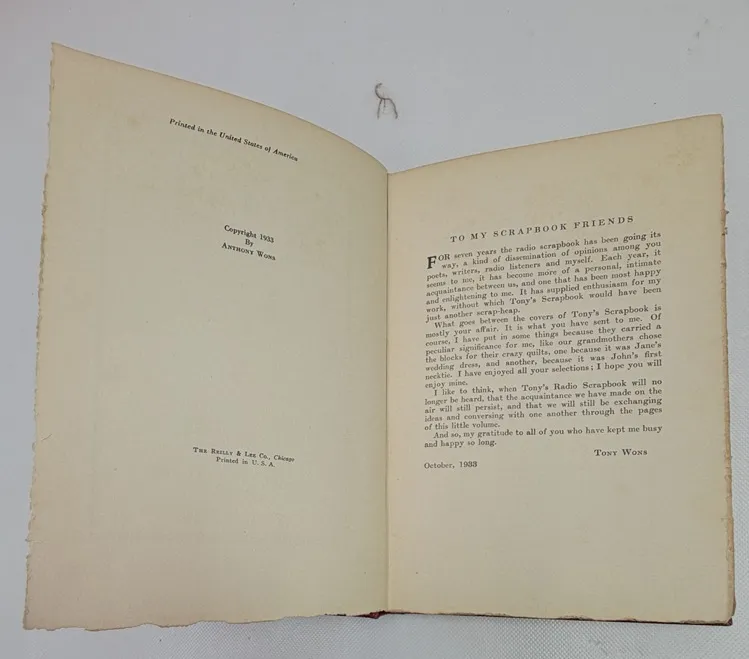 Printed in the United States of America
Copyright 1933
By
ANTHONY WONS
THE REILLY & LEE CO., Chicago
Printed in U. S. A.
TO MY SCRAPBOOK FRIENDS
FOR seven years the radio scrapbook has been going its
way, a kind of dissemination of opinions among you
poets, writers, radio listeners and myself. Each year, it
seems to me, it has become more of a personal, intimate
acquaintance between us, and one that has been most happy
and enlightening to me. It has supplied enthusiasm for my
work, without which Tony's Scrapbook would have been
just another scrap-heap.
What goes between the covers of Tony's Scrapbook is
mostly your affair. It is what you have sent to me. Of
course, I have put in some things because they carried a
peculiar significance for me, like our grandmothers chose
the blocks for their crazy quilts, one because it was Jane's
wedding dress, and another, because it was John's first
necktie. I have enjoyed all your selections; I hope you will
enjoy mine.
I like to think, when Tony's Radio Scrapbook will no
longer be heard, that the acquaintance we have made on the
air will still persist, and that we will still be exchanging
ideas and conversing with one another through the pages
of this little volume.
And so, my gratitude to all of you who have kept me busy
and happy so long.
TONY WONS
October, 1933